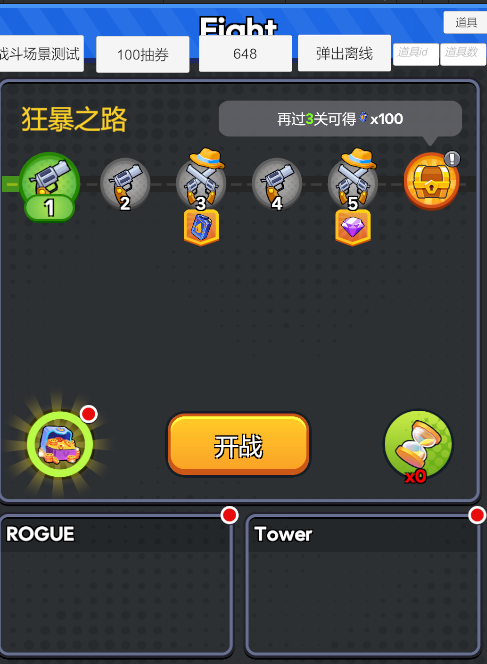 Fight
道具
战斗场景测试
100抽券
648
弹出离线
道具id
道具数
狂暴之路
再过3关可得 x100
1
2
3
4
5
!
开战
x0
ROGUE
Tower